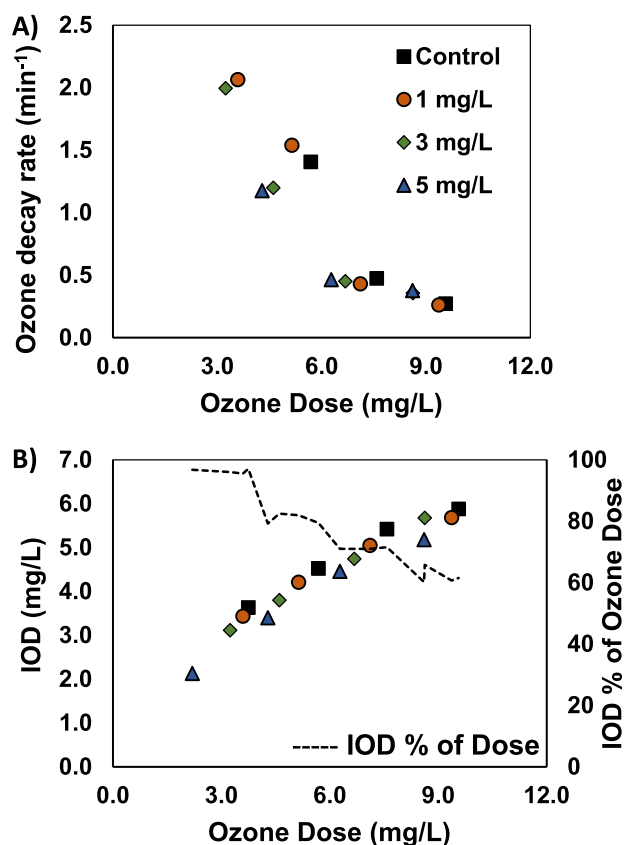 A)
Ozone decay rate (min⁻¹)
2.5
2.0
1.5
1.0
0.5
0.0
Control
1 mg/L
3 mg/L
5 mg/L
0.0 3.0 6.0 9.0 12.0
Ozone Dose (mg/L)
B)
IOD (mg/L)
7.0
6.0
5.0
4.0
3.0
2.0
1.0
0.0
IOD % of Dose
100
80
60
40
20
0
IOD % of Ozone Dose
3.0 6.0 9.0 12.0
Ozone Dose (mg/L)